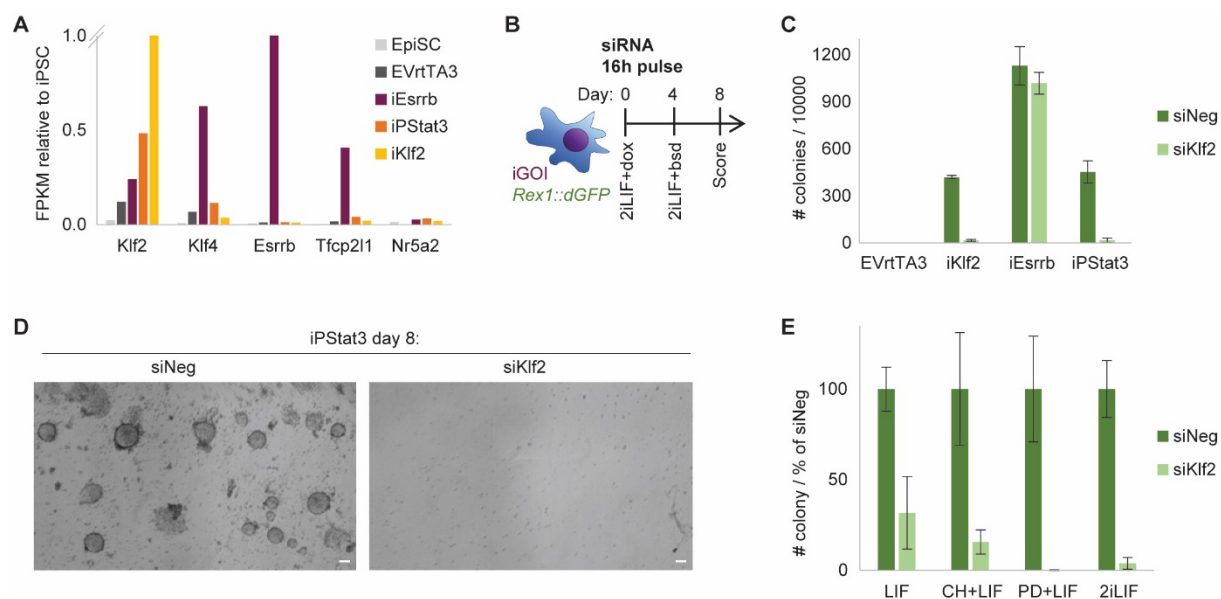 A
FPKM relative to iPSC
1.0
0.5
0.0
EpiSC
EVrtTA3
iEsrrb
iPStat3
iKlf2
Klf2 Klf4 Esrrb Tfcp2l1 Nr5a2
B
siRNA
16h pulse
Day: 0 4 8
iGOI
Rex1::dGFP
2iLIF+dox
2iLIF+bsd
Score
C
# colonies / 10000
1200
900
600
300
0
siNeg
siKlf2
EVrtTA3 iKlf2 iEsrrb iPStat3
D
iPStat3 day 8:
siNeg siKlf2
E
# colony / % of siNeg
100
50
0
siNeg
siKlf2
LIF CH+LIF PD+LIF 2iLIF